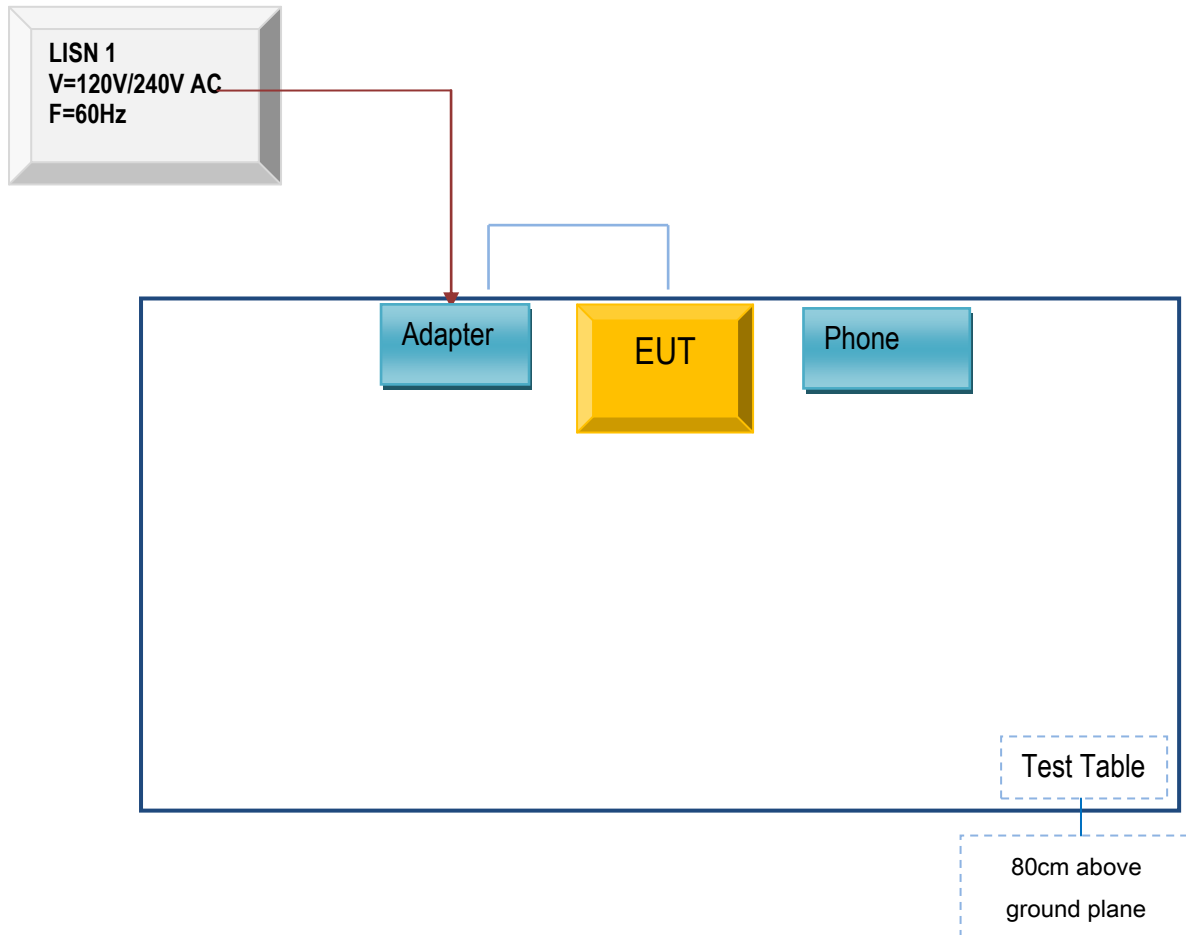 LISN 1
V=120V/240V AC
F=60Hz
Adapter
EUT
Phone
Test Table
80cm above
ground plane